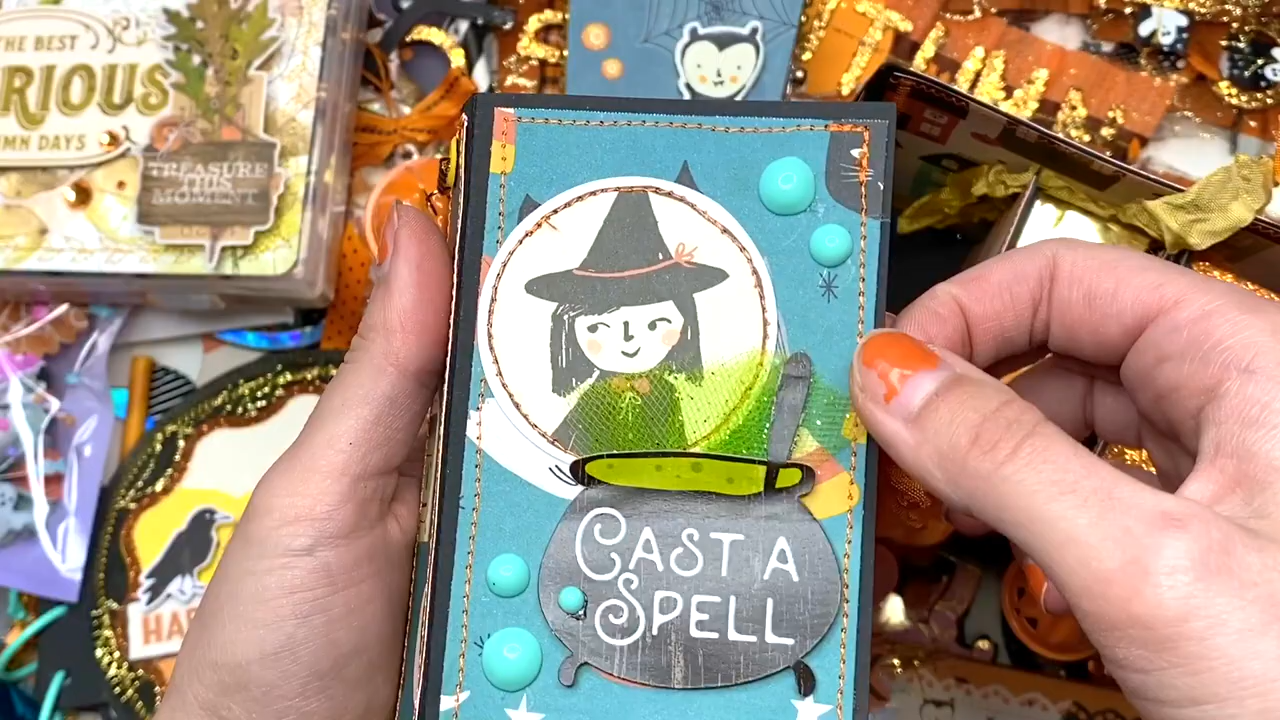 THE BEST
RIOUS
MN DAYS
TREASURE
THIS
MOMENT
CAST A
SPELL
HA